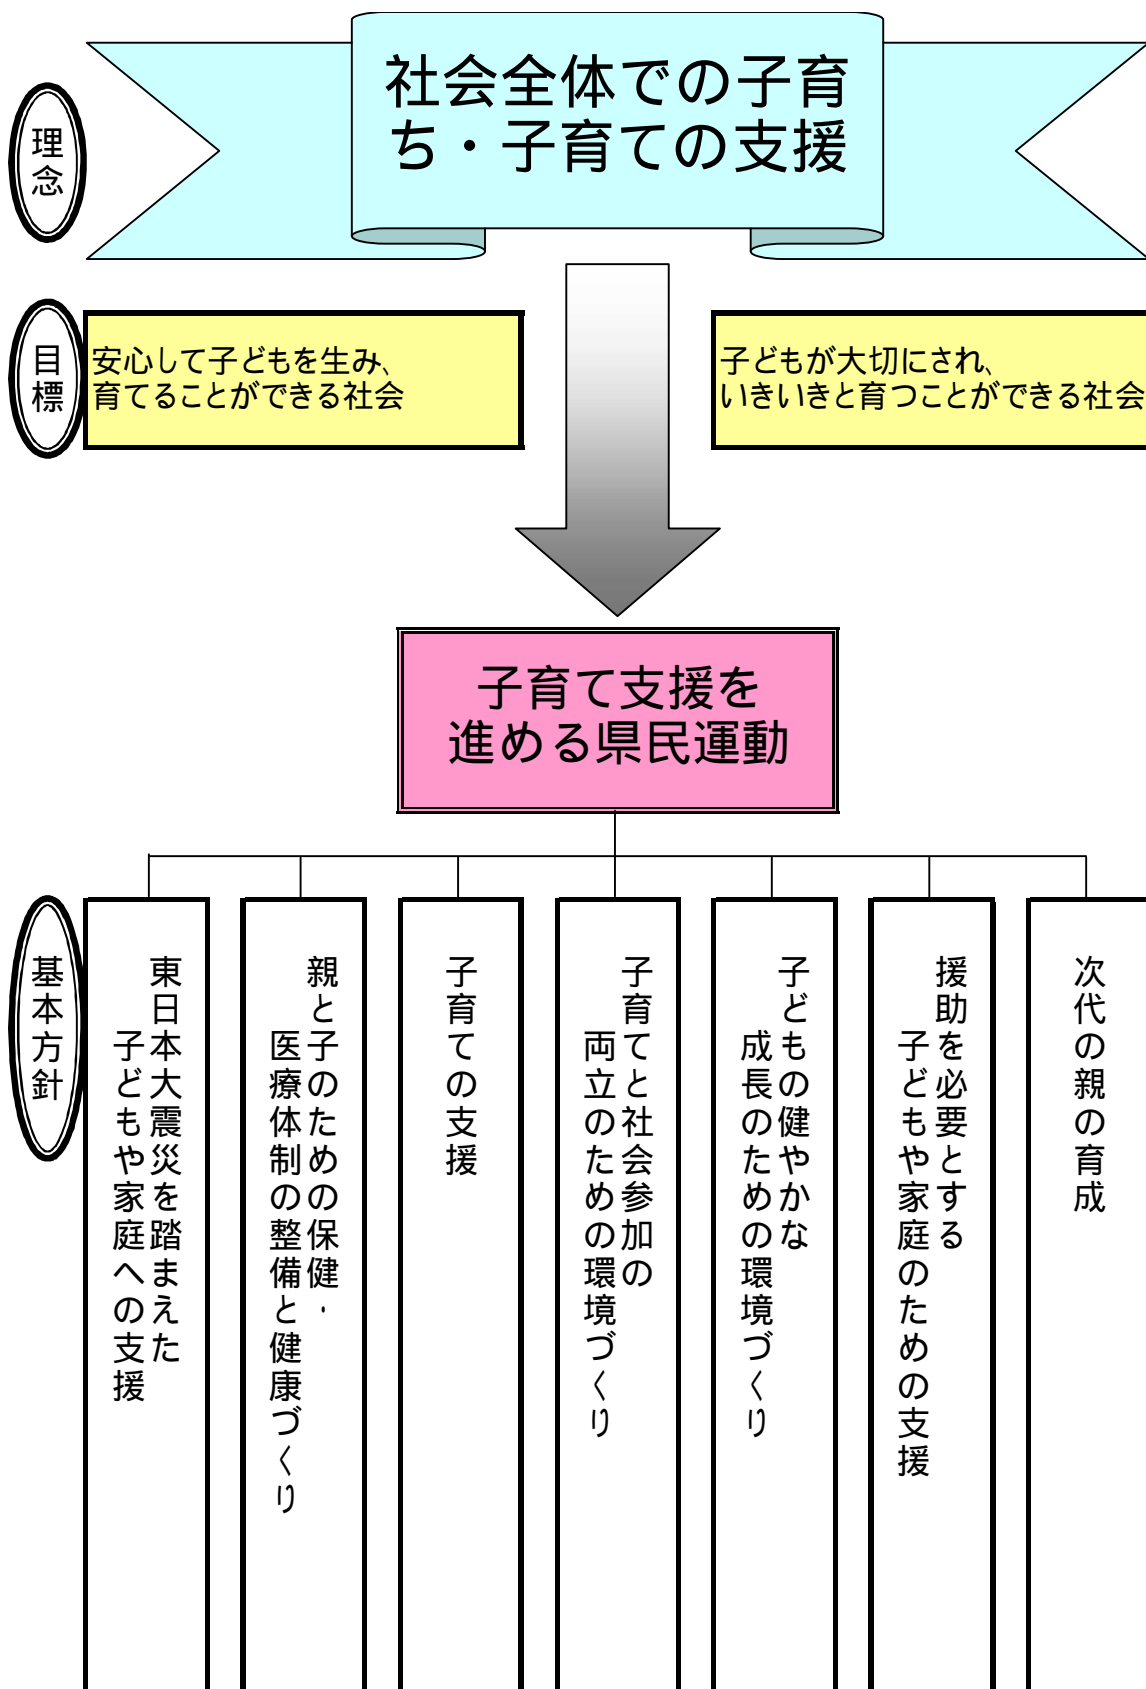 理念
社会全体での子育
ち・子育ての支援
目標
安心して子どもを生み、
育てることができる社会
子どもが大切にされ、
いきいきと育つことができる社会
子育て支援を
進める県民運動
基本方針
東日本大震災を踏まえた
子どもや家庭への支援
親と子のための保健・
医療体制の整備と健康づくり
子育ての支援
子育てと社会参加の
両立のための環境づくり
子どもの健やかな
成長のための環境づくり
援助を必要とする
子どもや家庭のための支援
次代の親の育成